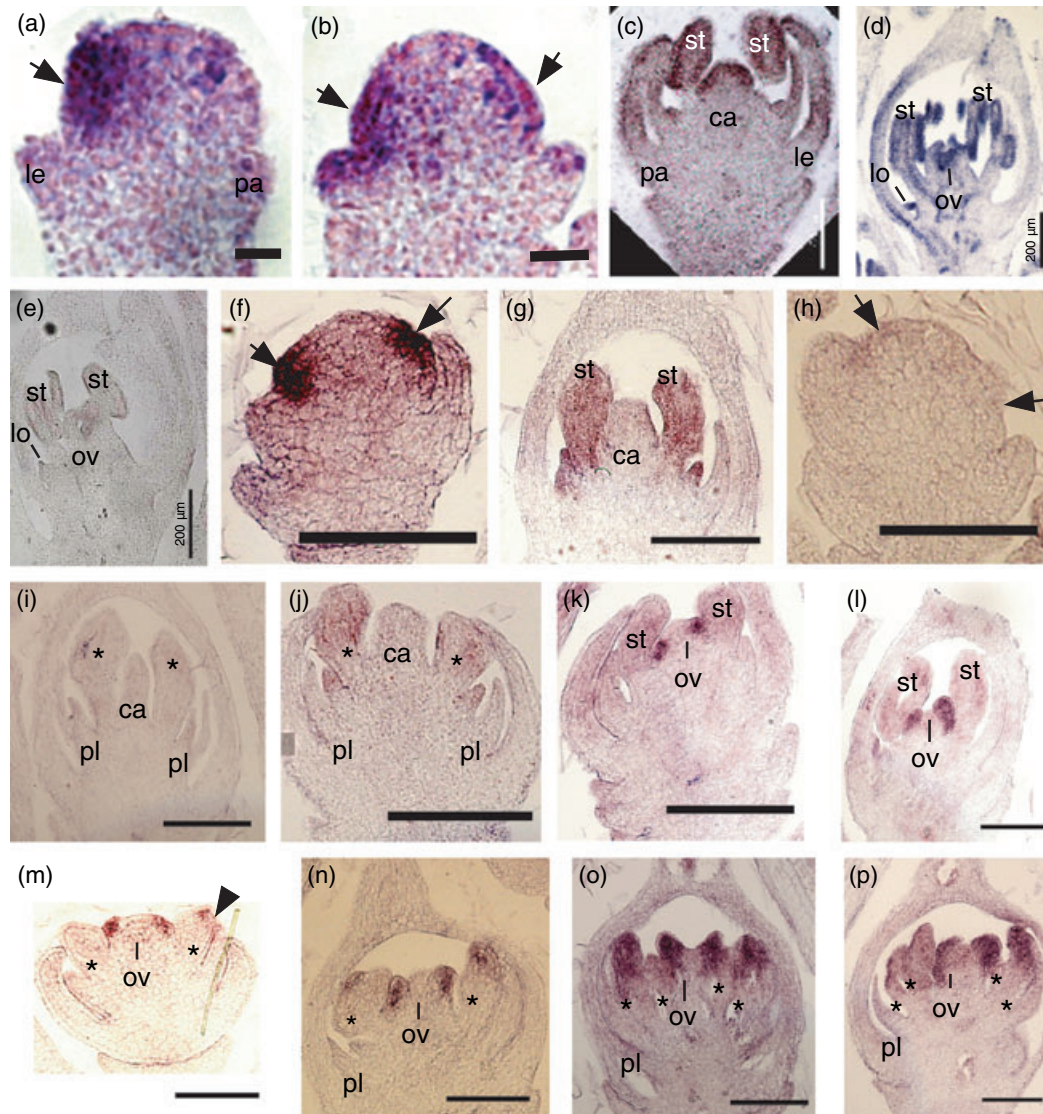 (a)
le
pa
(b)
(c)
st
st
ca
pa
le
(d)
st
st
lo
ov
200 µm
(e)
st
st
lo
ov
200 µm
(f)
(g)
st
st
ca
(h)
(i)
*
*
ca
pl
pl
(j)
ca
*
*
pl
pl
(k)
st
st
ov
(l)
st
st
ov
(m)
*
*
ov
(n)
*
*
ov
pl
(o)
*
*
*
*
ov
pl
(p)
*
*
*
*
ov
pl